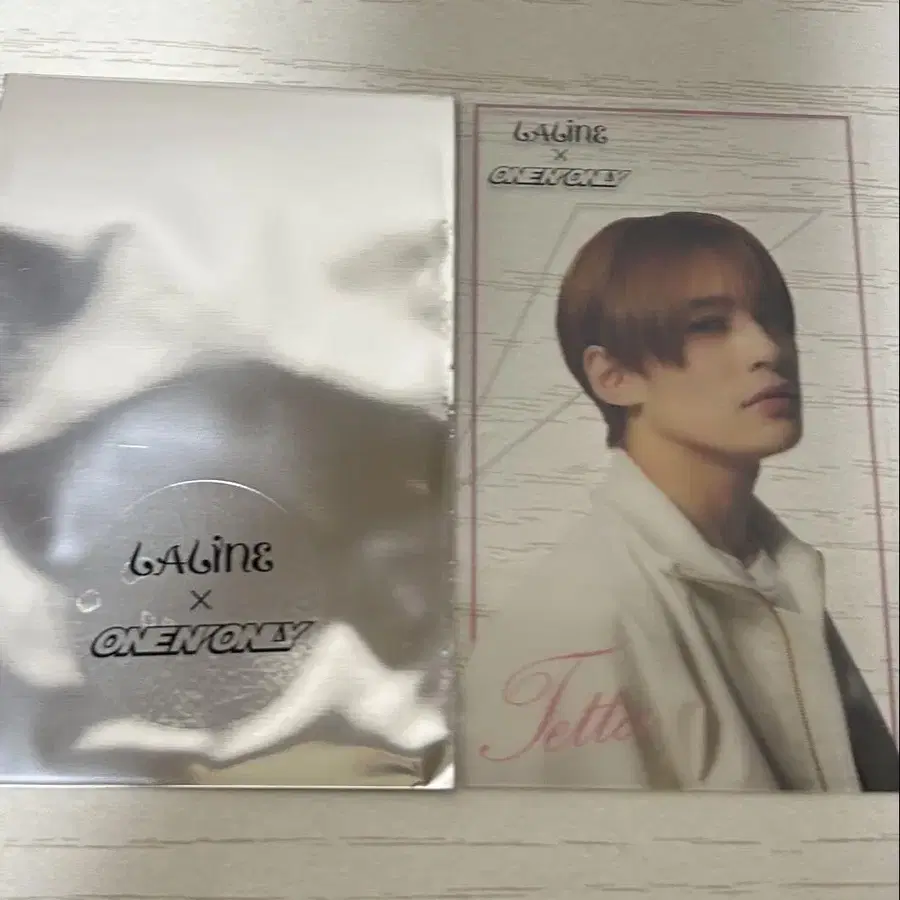 LALiNE
×
ONE N' ONLY
LALiNE
×
ONE N' ONLY
Tetta